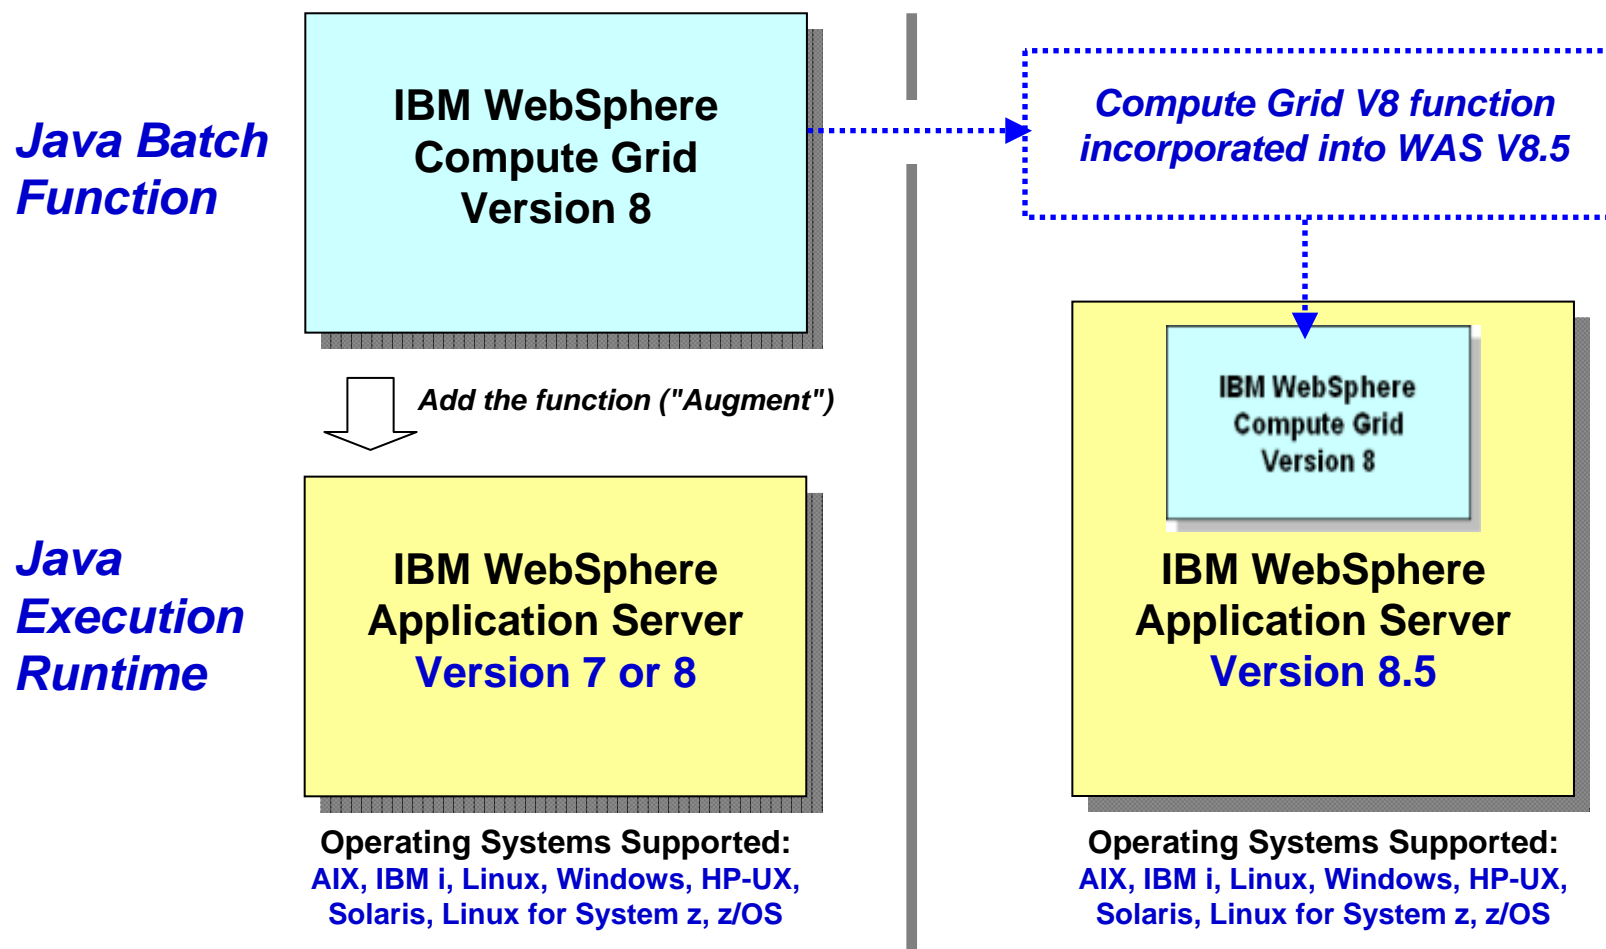 Java Batch
Function
IBM WebSphere
Compute Grid
Version 8
Add the function ("Augment")
Java
Execution
Runtime
IBM WebSphere
Application Server
Version 7 or 8
Operating Systems Supported:
AIX, IBM i, Linux, Windows, HP-UX,
Solaris, Linux for System z, z/OS
Compute Grid V8 function
incorporated into WAS V8.5
IBM WebSphere
Compute Grid
Version 8
IBM WebSphere
Application Server
Version 8.5
Operating Systems Supported:
AIX, IBM i, Linux, Windows, HP-UX,
Solaris, Linux for System z, z/OS